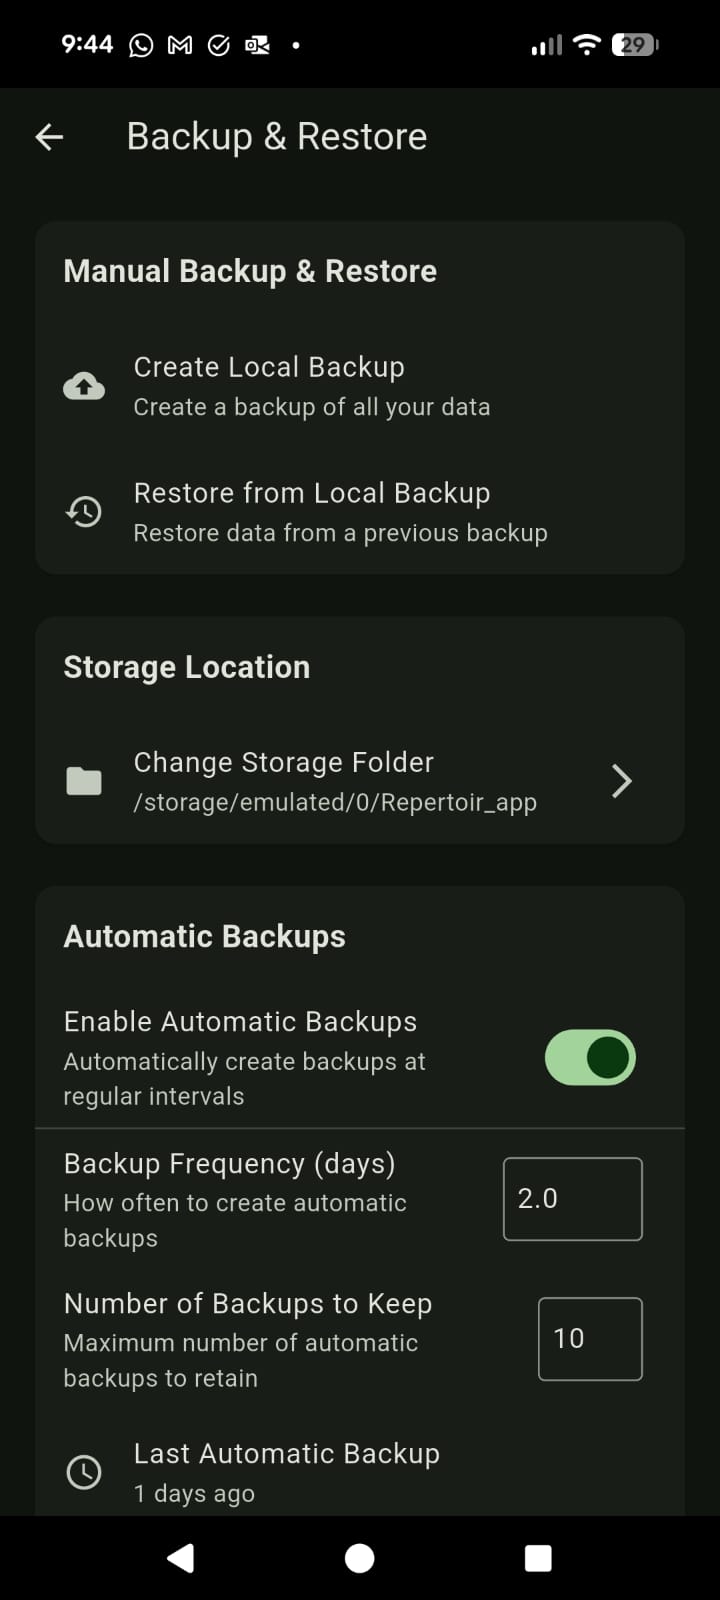 9:44
29
Backup & Restore
Manual Backup & Restore
Create Local Backup
Create a backup of all your data
Restore from Local Backup
Restore data from a previous backup
Storage Location
Change Storage Folder
/storage/emulated/0/Repertoir_app
Automatic Backups
Enable Automatic Backups
Automatically create backups at
regular intervals
Backup Frequency (days)
How often to create automatic
backups
2.0
Number of Backups to Keep
Maximum number of automatic
backups to retain
10
Last Automatic Backup
1 days ago